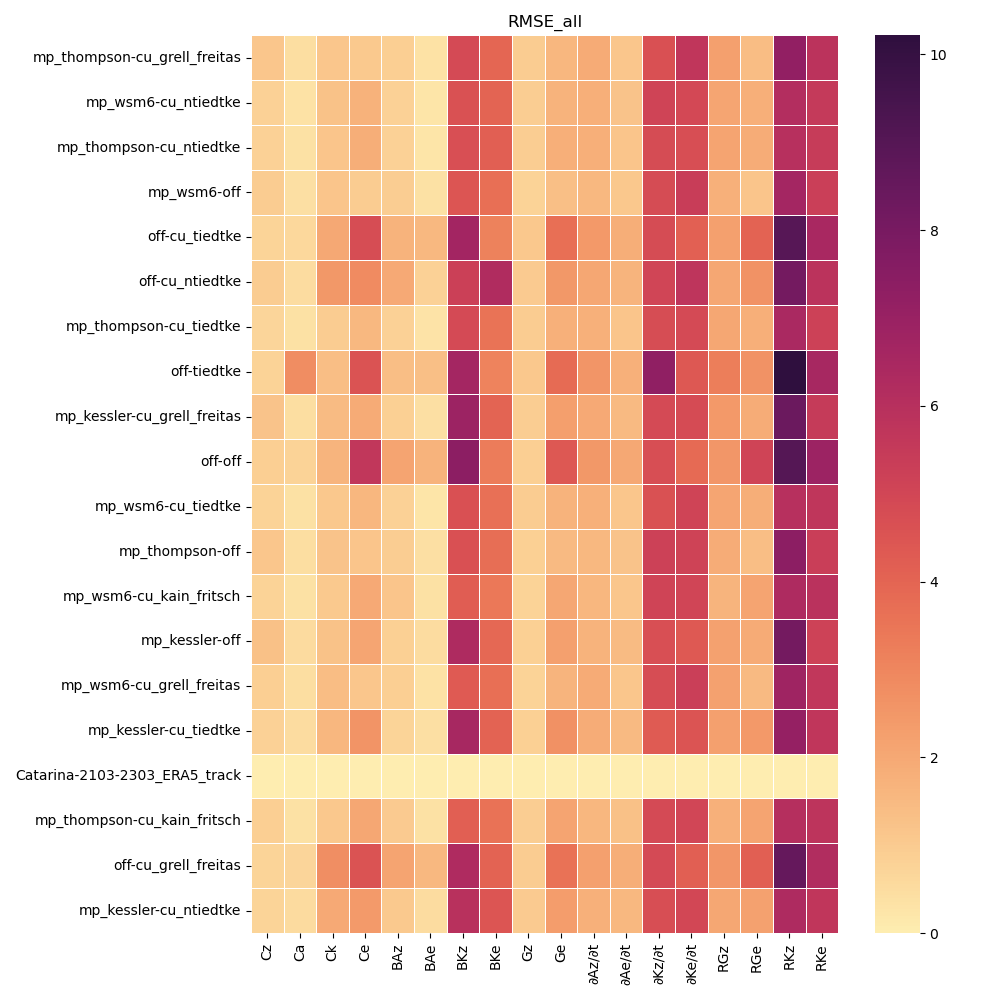 RMSE_all
mp_thompson-cu_grell_freitas
mp_wsm6-cu_ntiedtke
mp_thompson-cu_ntiedtke
mp_wsm6-off
off-cu_tiedtke
off-cu_ntiedtke
mp_thompson-cu_tiedtke
off-tiedtke
mp_kessler-cu_grell_freitas
off-off
mp_wsm6-cu_tiedtke
mp_thompson-off
mp_wsm6-cu_kain_fritsch
mp_kessler-off
mp_wsm6-cu_grell_freitas
mp_kessler-cu_tiedtke
Catarina-2103-2303_ERA5_track
mp_thompson-cu_kain_fritsch
off-cu_grell_freitas
mp_kessler-cu_ntiedtke
Cz
Ca
Ck
Ce
BAz
BAe
BKz
BKe
Gz
Ge
∂Az/∂t
∂Ae/∂t
∂Kz/∂t
∂Ke/∂t
RGz
RGe
RKz
RKe
10
8
6
4
2
0